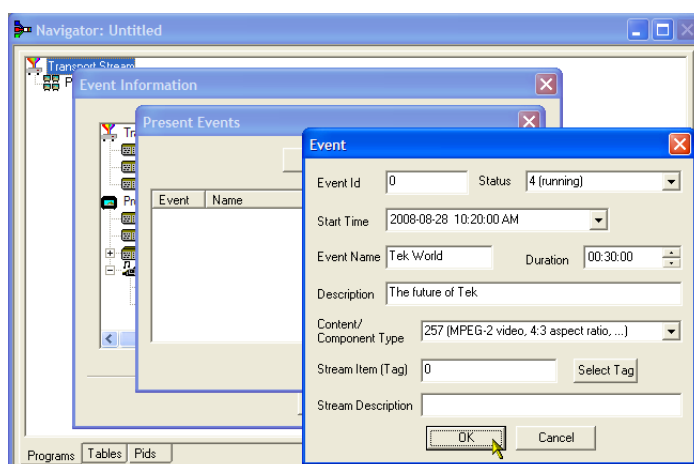 Navigator: Untitled
Transport Stream
P
Event Information
Tr
Pr
Present Events
Event Name
Event
Event Id 0 Status 4 (running)
Start Time 2008-08-28 10:20:00 AM
Event Name Tek World Duration 00:30:00
Description The future of Tek
Content/
Component Type 257 (MPEG-2 video, 4:3 aspect ratio, ...)
Stream Item (Tag) 0 Select Tag
Stream Description
OK Cancel
Programs Tables Pids